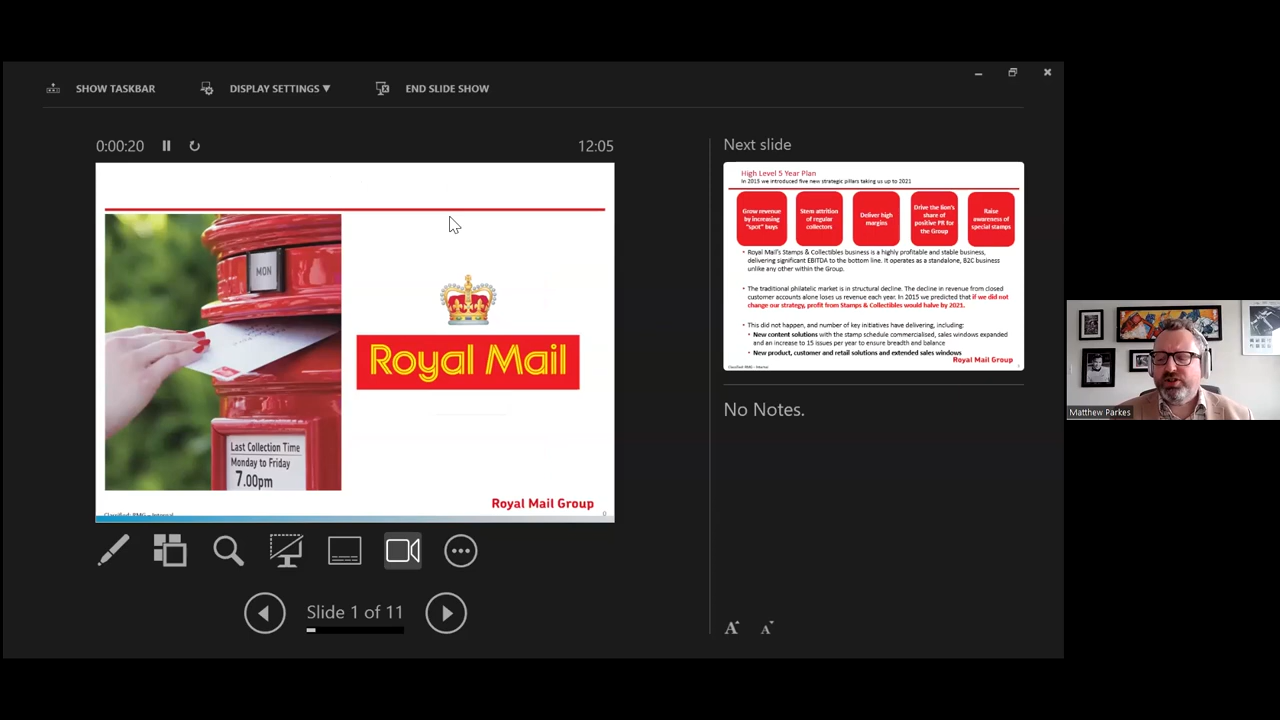 SHOW TASKBAR
DISPLAY SETTINGS ▼
END SLIDE SHOW
0:00:20
12:05
MON
Royal Mail
Last Collection Time
Monday to Friday
7.00pm
Royal Mail Group
Classified: RMG – Internal
Slide 1 of 11
Next slide
High Level 5 Year Plan
In 2015 we introduced five new strategic pillars taking us up to 2021
Grow revenue
by increasing
"spot" buys
Stem attrition
of regular
collectors
Deliver high
margins
Drive the lion's
share of
positive PR for
the Group
Raise
awareness of
special stamps
• Royal Mail's Stamps & Collectibles business is a highly profitable and stable business,
delivering significant EBITDA to the bottom line. It operates as a standalone, B2C business
unlike any other within the Group.
• The traditional philatelic market is in structural decline. The decline in revenue from closed
customer accounts alone loses us revenue each year. In 2015 we predicted that if we did not
change our strategy, profit from Stamps & Collectibles would halve by 2021.
• This did not happen, and number of key initiatives have delivering, including:
• New content solutions with the stamp schedule commercialised, sales windows expanded
and an increase to 15 issues per year to ensure breadth and balance
• New product, customer and retail solutions and extended sales windows
Royal Mail Group
Classified: RMG – Internal
No Notes.
A
A
Matthew Parkes